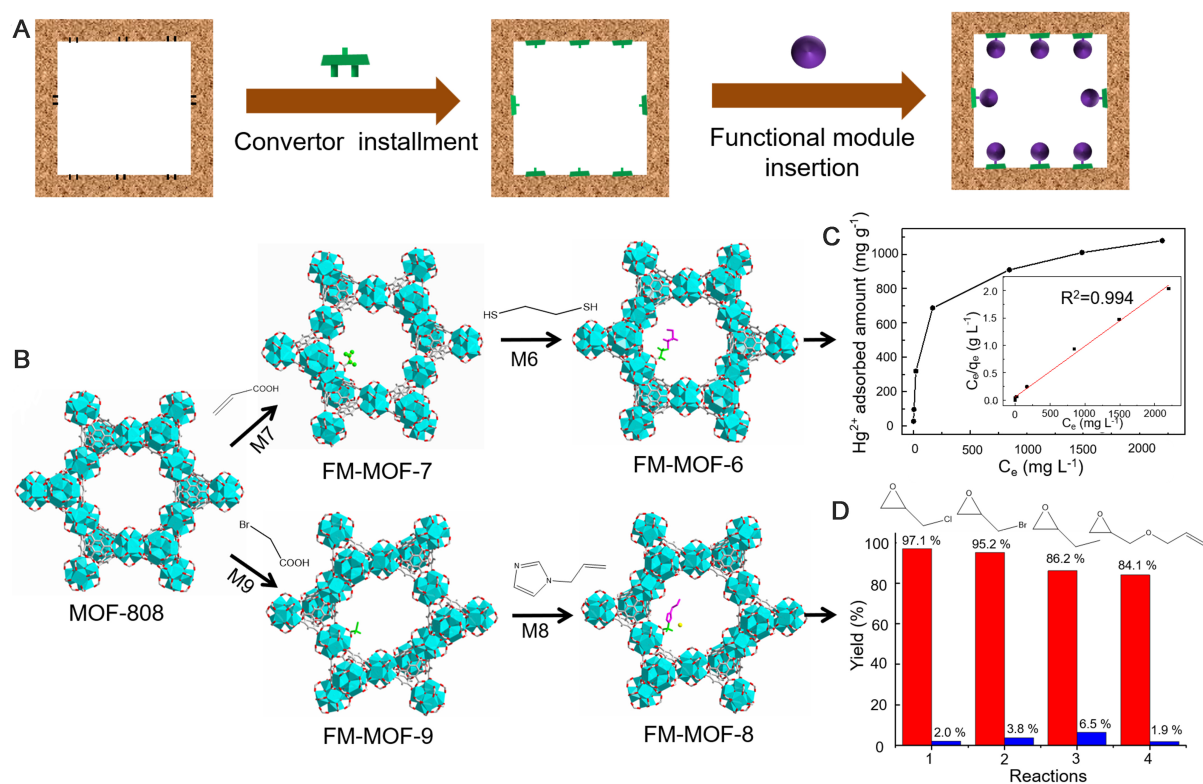 A
Convertor installment
Functional module
insertion
B
COOH
M7
HS
SH
M6
FM-MOF-7
FM-MOF-6
MOF-808
Br
COOH
M9
N
N
M8
FM-MOF-9
FM-MOF-8
C
Hg2+ adsorbed amount (mg g-1)
1000
900
800
700
600
400
300
200
100
0
0
500
1000
1500
2000
Ce (mg L-1)
R2=0.994
Ce/qe (g L-1)
2.0
1.5
1.0
0.5
0.0
0 500 1000 1500 2000
Ce (mg L-1)
D
O
Cl
O
Br
O
O
O
97.1 %
95.2 %
86.2 %
84.1 %
2.0 %
3.8 %
6.5 %
1.9 %
Yield (%)
100
80
60
40
20
0
1 2 3 4
Reactions